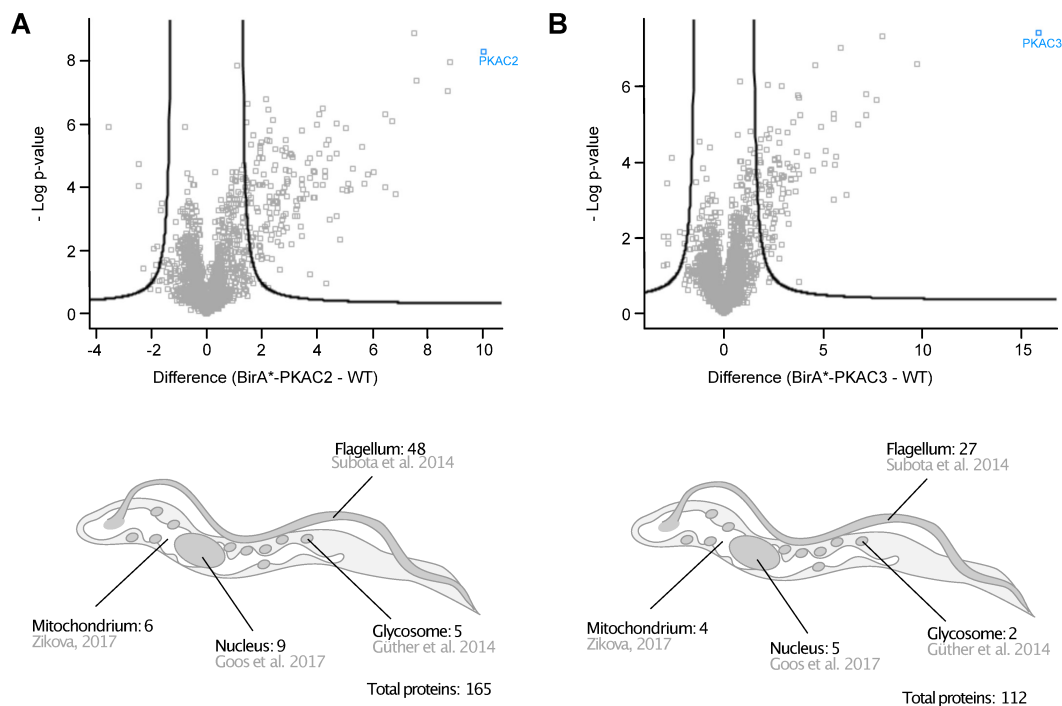 A
- Log p-value
8
6
4
2
0
PKAC2
-4 -2 0 2 4 6 8 10
Difference (BirA*-PKAC2 - WT)
Flagellum: 48
Subota et al. 2014
Mitochondrium: 6
Zikova, 2017
Nucleus: 9
Goos et al. 2017
Glycosome: 5
Güther et al. 2014
Total proteins: 165
B
- Log p-value
6
4
2
0
PKAC3
0 5 10 15
Difference (BirA*-PKAC3 - WT)
Flagellum: 27
Subota et al. 2014
Mitochondrium: 4
Zikova, 2017
Nucleus: 5
Goos et al. 2017
Glycosome: 2
Güther et al. 2014
Total proteins: 112